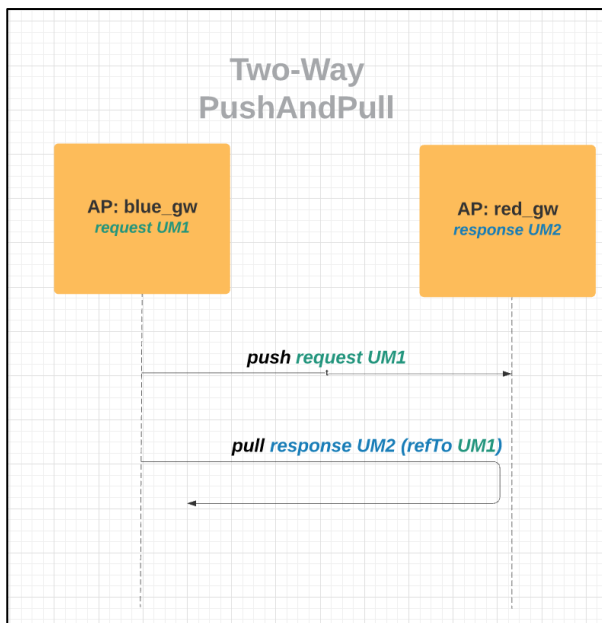 Two-Way
PushAndPull
AP: blue_gw
request UM1
AP: red_gw
response UM2
push request UM1
pull response UM2 (refTo UM1)